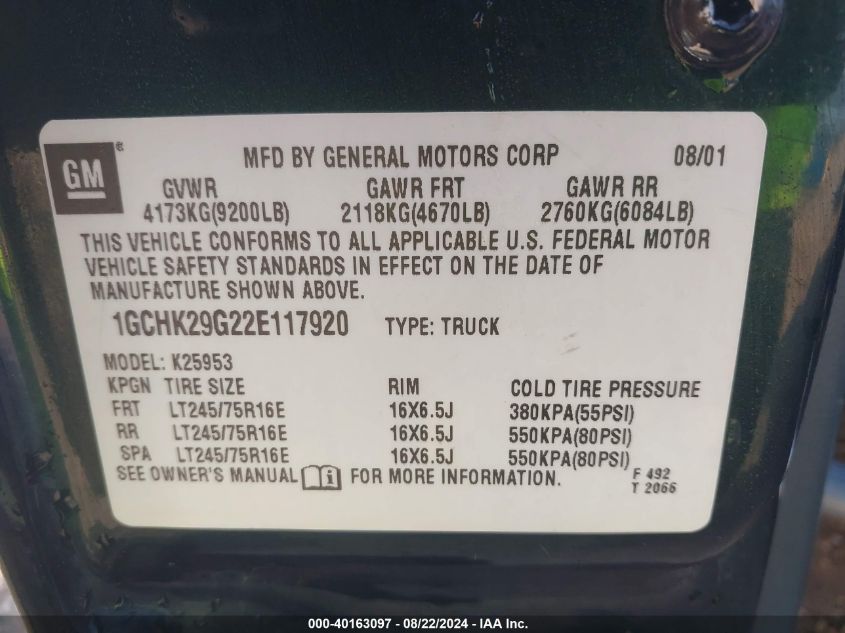 GM ® MFD BY GENERAL MOTORS CORP 08/01
GVWR GAWR FRT GAWR RR
4173KG(9200LB) 2118KG(4670LB) 2760KG(6084LB)
THIS VEHICLE CONFORMS TO ALL APPLICABLE U.S. FEDERAL MOTOR
VEHICLE SAFETY STANDARDS IN EFFECT ON THE DATE OF
MANUFACTURE SHOWN ABOVE.
1GCHK29G22E117920 TYPE: TRUCK
MODEL: K25953
KPGN TIRE SIZE RIM COLD TIRE PRESSURE
FRT LT245/75R16E 16X6.5J 380KPA(55PSI)
RR LT245/75R16E 16X6.5J 550KPA(80PSI)
SPA LT245/75R16E 16X6.5J 550KPA(80PSI)
SEE OWNER'S MANUAL FOR MORE INFORMATION. F 492
T 2066
000-40163097 - 08/22/2024 - IAA Inc.